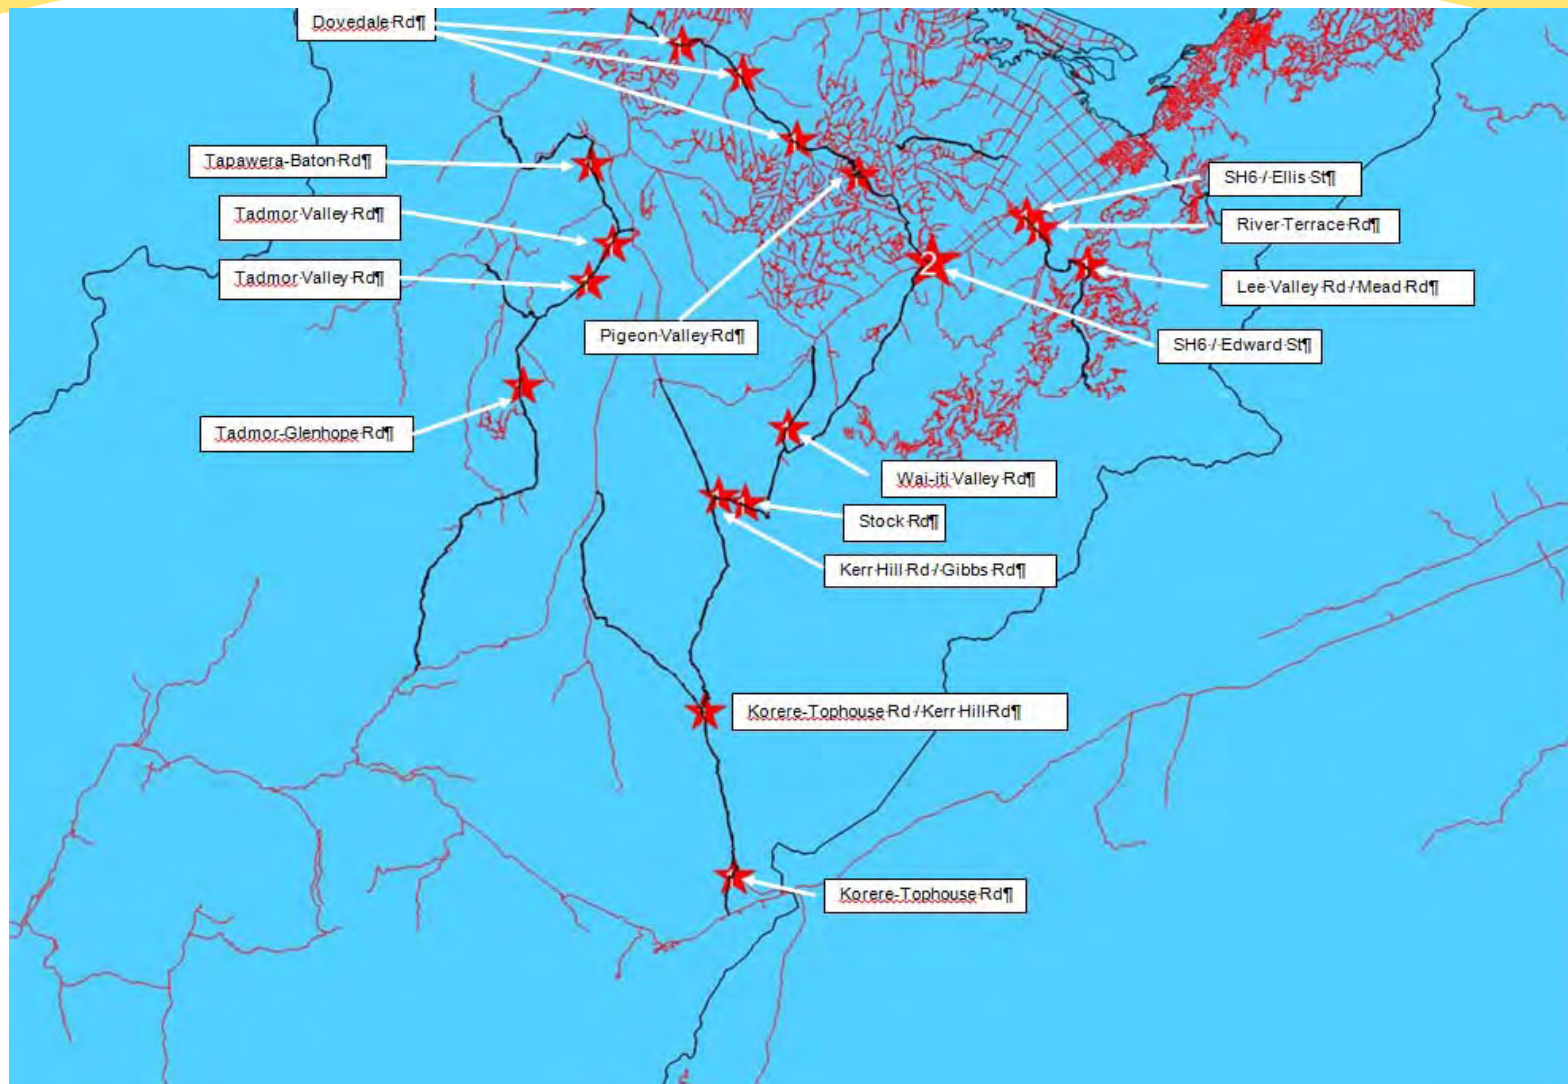 Dovedale·Rd¶
Tapawera-Baton·Rd¶
SH6·/·Ellis·St¶
Tadmor·Valley·Rd¶
River·Terrace·Rd¶
Tadmor·Valley·Rd¶
2
Lee·Valley·Rd·/·Mead·Rd¶
Pigeon·Valley·Rd¶
SH6·/·Edward·St¶
Tadmor-Glenhope·Rd¶
Wai-iti·Valley·Rd¶
Stock·Rd¶
Kerr·Hill·Rd·/·Gibbs·Rd¶
Korere-Tophouse·Rd·/·Kerr·Hill·Rd¶
Korere-Tophouse·Rd¶